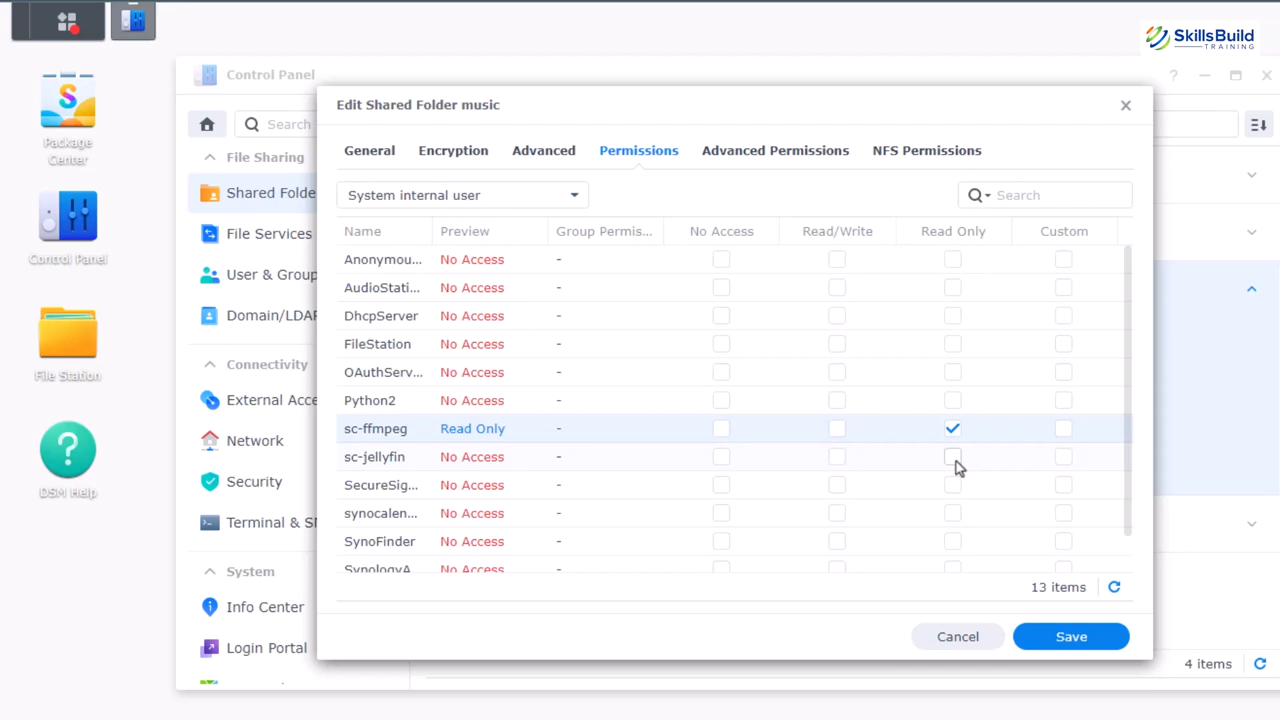 SkillsBuild
TRAINING
Control Panel
Edit Shared Folder music
Search
General Encryption Advanced Permissions Advanced Permissions NFS Permissions
System internal user
Search
Name Preview Group Permis... No Access Read/Write Read Only Custom
Anonymou... No Access -
AudioStati... No Access -
DhcpServer No Access -
FileStation No Access -
OAuthServ... No Access -
Python2 No Access -
sc-ffmpeg Read Only -
sc-jellyfin No Access -
SecureSig... No Access -
synocalen... No Access -
SynoFinder No Access -
SynologyA No Access -
13 items
Cancel Save
Package
Center
Control Panel
File Station
DSM Help
File Sharing
Shared Folde
File Services
User & Group
Domain/LDAP
Connectivity
External Acce
Network
Security
Terminal & SN
System
Info Center
Login Portal
4 items